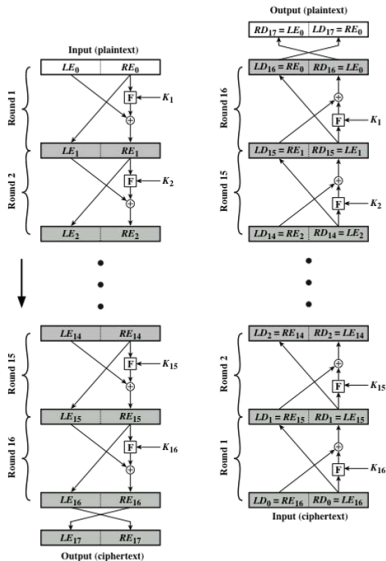 Input (plaintext)
LE0 RE0
Round 1
F
K1
LE1 RE1
Round 2
F
K2
LE2 RE2
LE14 RE14
Round 15
F
K15
LE15 RE15
Round 16
F
K16
LE16 RE16
LE17 RE17
Output (ciphertext)
Output (plaintext)
RD17 = LE0 LD17 = RE0
LD16 = RE0 RD16 = LE0
Round 16
F
K1
LD15 = RE1 RD15 = LE1
Round 15
F
K2
LD14 = RE2 RD14 = LE2
LD2 = RE14 RD2 = LE14
Round 2
F
K15
LD1 = RE15 RD1 = LE15
Round 1
F
K16
LD0 = RE16 RD0 = LE16
Input (ciphertext)